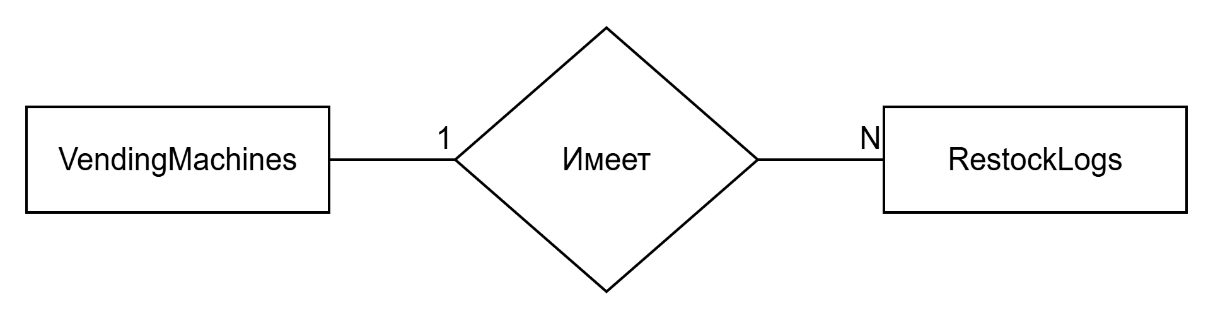 VendingMachines
1
Имеет
N
RestockLogs